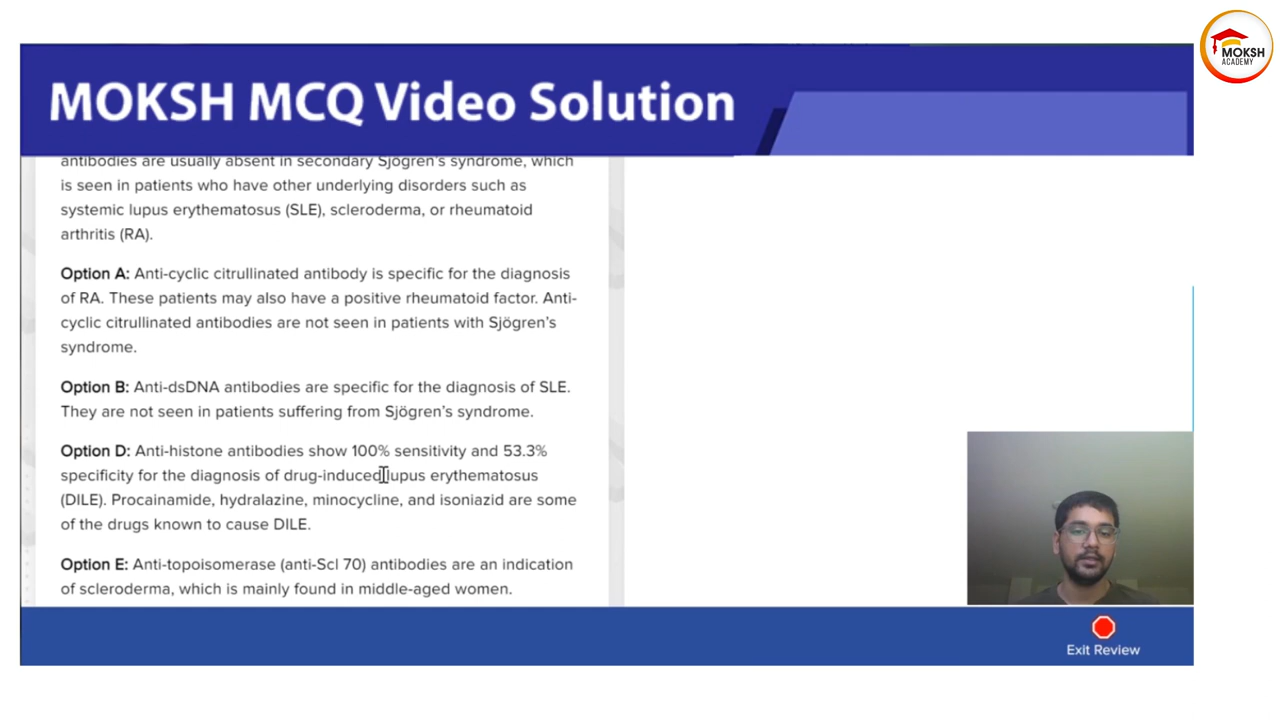 MOKSH
ACADEMY
MOKSH MCQ Video Solution
antibodies are usually absent in secondary Sjögren's syndrome, which
is seen in patients who have other underlying disorders such as
systemic lupus erythematosus (SLE), scleroderma, or rheumatoid
arthritis (RA).
Option A: Anti-cyclic citrullinated antibody is specific for the diagnosis
of RA. These patients may also have a positive rheumatoid factor. Anti-
cyclic citrullinated antibodies are not seen in patients with Sjögren's
syndrome.
Option B: Anti-dsDNA antibodies are specific for the diagnosis of SLE.
They are not seen in patients suffering from Sjögren's syndrome.
Option D: Anti-histone antibodies show 100% sensitivity and 53.3%
specificity for the diagnosis of drug-induced lupus erythematosus
(DILE). Procainamide, hydralazine, minocycline, and isoniazid are some
of the drugs known to cause DILE.
Option E: Anti-topoisomerase (anti-Scl 70) antibodies are an indication
of scleroderma, which is mainly found in middle-aged women.
Exit Review